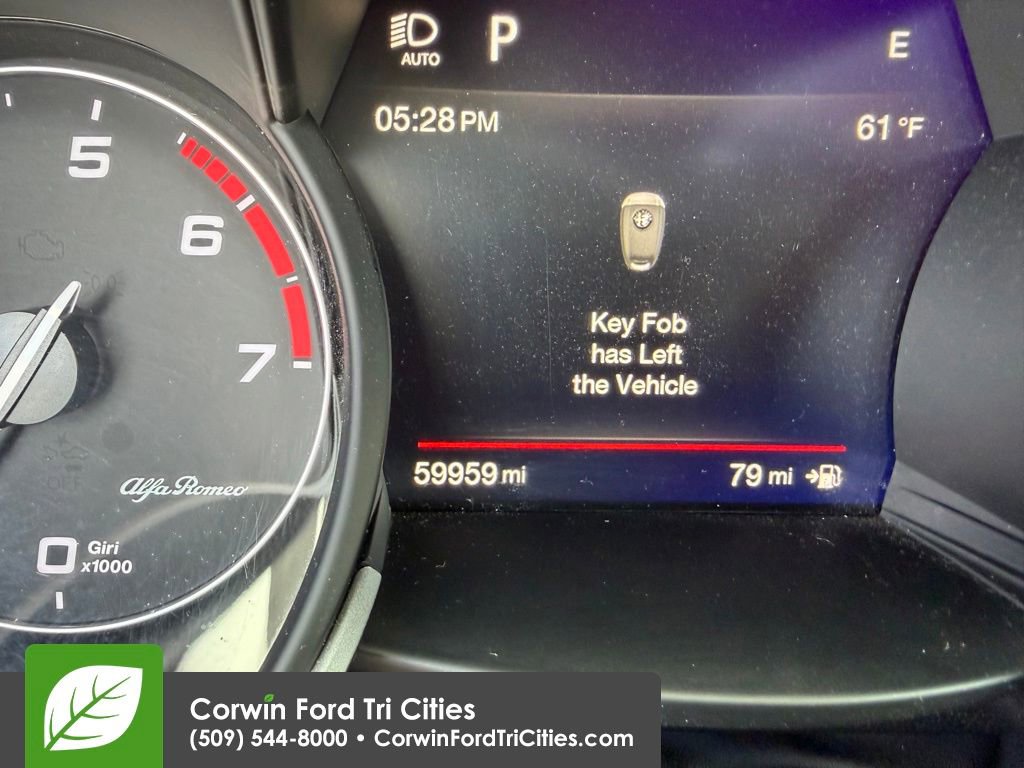 AUTO
P
E
05:28 PM
61 °F
5
6
7
Key Fob
has Left
the Vehicle
59959 mi
79 mi
Alfa Romeo
OFF
0
Giri
x1000
Corwin Ford Tri Cities
(509) 544-8000 • CorwinFordTriCities.com